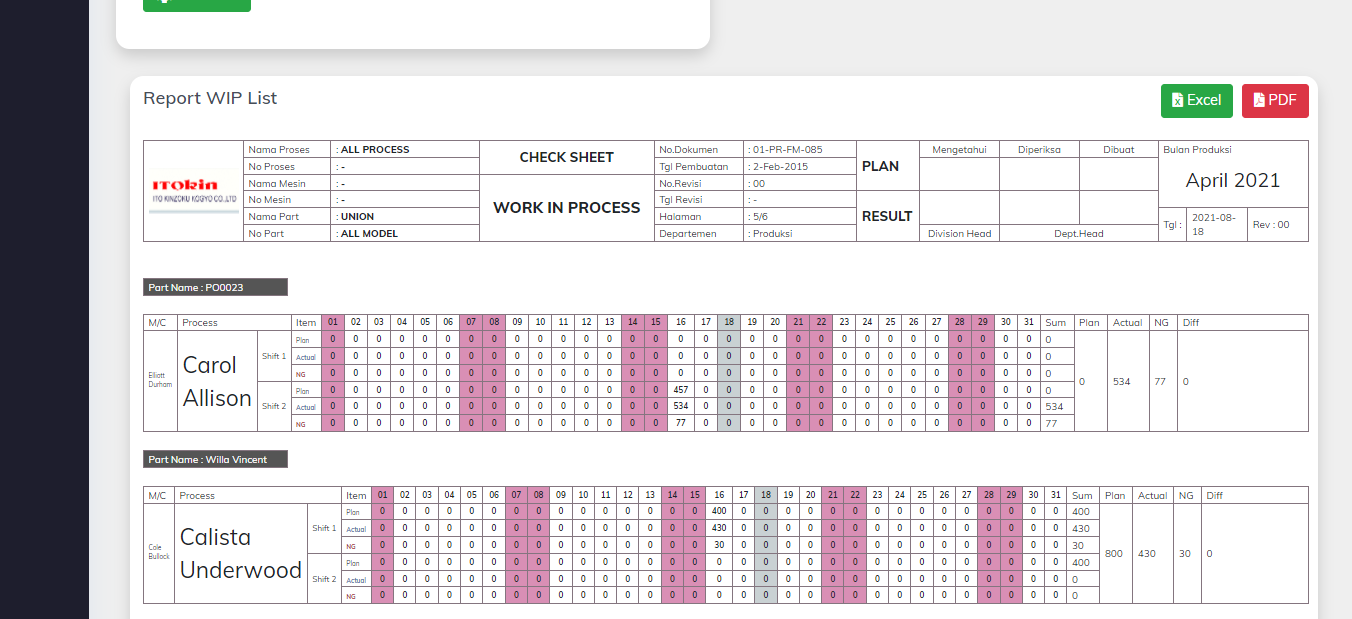 Report WIP List
Excel PDF
ITOkin
ITO KINZOKU KOGYO CO.,LTD
Nama Proses : ALL PROCESS
No Proses : -
Nama Mesin : -
No Mesin : -
Nama Part : UNION
No Part : ALL MODEL
CHECK SHEET
WORK IN PROCESS
No.Dokumen : 01-PR-FM-085
Tgl Pembuatan : 2-Feb-2015
No.Revisi : 00
Tgl Revisi : -
Halaman : 5/6
Departemen : Produksi
PLAN
RESULT
Mengetahui Diperiksa Dibuat
Division Head Dept.Head
Bulan Produksi
April 2021
Tgl : 2021-08-18 Rev : 00
Part Name : PO0023
M/C Process Item 01 02 03 04 05 06 07 08 09 10 11 12 13 14 15 16 17 18 19 20 21 22 23 24 25 26 27 28 29 30 31 Sum Plan Actual NG Diff
Elliott Durham Carol Allison Shift 1 Plan 0 0 0 0 0 0 0 0 0 0 0 0 0 0 0 0 0 0 0 0 0 0 0 0 0 0 0 0 0 0 0 0 0 534 77 0
Actual 0 0 0 0 0 0 0 0 0 0 0 0 0 0 0 0 0 0 0 0 0 0 0 0 0 0 0 0 0 0 0 0
NG 0 0 0 0 0 0 0 0 0 0 0 0 0 0 0 0 0 0 0 0 0 0 0 0 0 0 0 0 0 0 0 0
Shift 2 Plan 0 0 0 0 0 0 0 0 0 0 0 0 0 0 0 457 0 0 0 0 0 0 0 0 0 0 0 0 0 0 0 0
Actual 0 0 0 0 0 0 0 0 0 0 0 0 0 0 0 534 0 0 0 0 0 0 0 0 0 0 0 0 0 0 0 534
NG 0 0 0 0 0 0 0 0 0 0 0 0 0 0 0 77 0 0 0 0 0 0 0 0 0 0 0 0 0 0 0 77
Part Name : Willa Vincent
M/C Process Item 01 02 03 04 05 06 07 08 09 10 11 12 13 14 15 16 17 18 19 20 21 22 23 24 25 26 27 28 29 30 31 Sum Plan Actual NG Diff
Cole Bullock Calista Underwood Shift 1 Plan 0 0 0 0 0 0 0 0 0 0 0 0 0 0 0 400 0 0 0 0 0 0 0 0 0 0 0 0 0 0 0 400 800 430 30 0
Actual 0 0 0 0 0 0 0 0 0 0 0 0 0 0 0 430 0 0 0 0 0 0 0 0 0 0 0 0 0 0 0 430
NG 0 0 0 0 0 0 0 0 0 0 0 0 0 0 0 30 0 0 0 0 0 0 0 0 0 0 0 0 0 0 0 30
Shift 2 Plan 0 0 0 0 0 0 0 0 0 0 0 0 0 0 0 0 0 0 0 0 0 0 0 0 0 0 0 0 0 0 0 400
Actual 0 0 0 0 0 0 0 0 0 0 0 0 0 0 0 0 0 0 0 0 0 0 0 0 0 0 0 0 0 0 0 0
NG 0 0 0 0 0 0 0 0 0 0 0 0 0 0 0 0 0 0 0 0 0 0 0 0 0 0 0 0 0 0 0 0